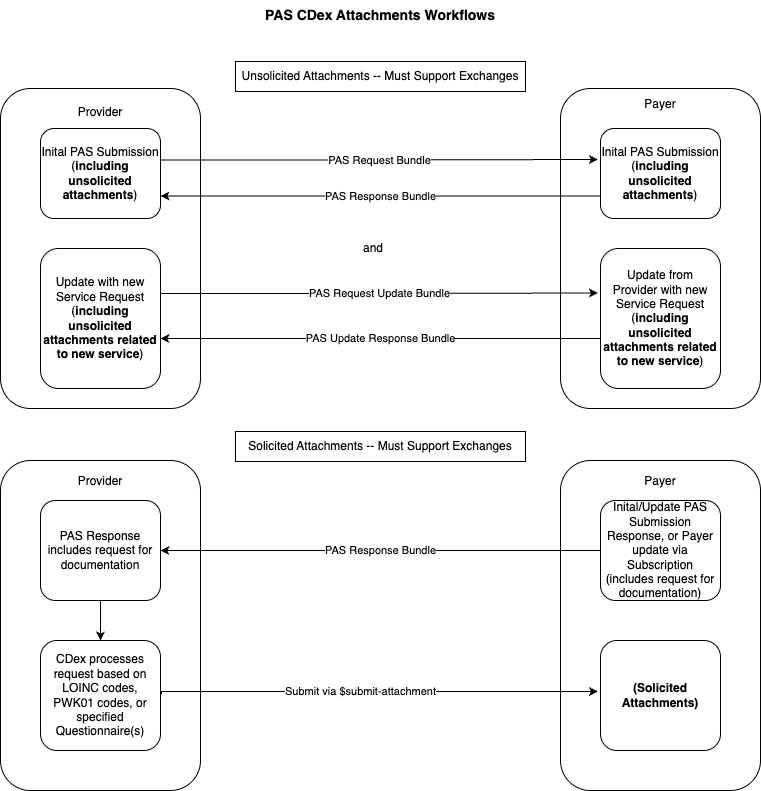 PAS CDex Attachments Workflows
Unsolicited Attachments -- Must Support Exchanges
Provider
Payer
Inital PAS Submission
(including
unsolicited
attachments)
PAS Request Bundle
PAS Response Bundle
Inital PAS Submission
(including
unsolicited
attachments)
and
Update with new
Service Request
(including
unsolicited
attachments related
to new service)
PAS Request Update Bundle
PAS Update Response Bundle
Update from
Provider with new
Service Request
(including
unsolicited
attachments related
to new service)
Solicited Attachments -- Must Support Exchanges
Provider
Payer
PAS Response
includes request for
documentation
PAS Response Bundle
Inital/Update PAS
Submission
Response, or Payer
update via
Subscription
(includes request for
documentation)
CDex processes
request based on
LOINC codes,
PWK01 codes, or
specified
Questionnaire(s)
Submit via $submit-attachment
(Solicited
Attachments)